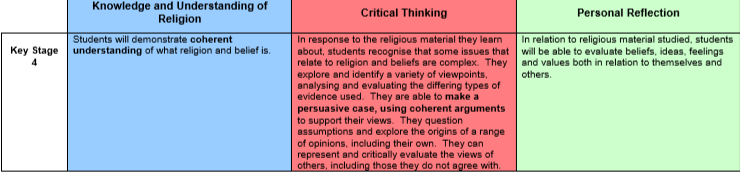 Knowledge and Understanding of
Religion
Critical Thinking
Personal Reflection
Key Stage
4
Students will demonstrate coherent
understanding of what religion and belief is.
In response to the religious material they learn
about, students recognise that some issues that
relate to religion and beliefs are complex. They
explore and identify a variety of viewpoints,
analysing and evaluating the differing types of
evidence used. They are able to make a
persuasive case, using coherent arguments
to support their views. They question
assumptions and explore the origins of a range
of opinions, including their own. They can
represent and critically evaluate the views of
others, including those they do not agree with.
In relation to religious material studied, students
will be able to evaluate beliefs, ideas, feelings
and values both in relation to themselves and
others.